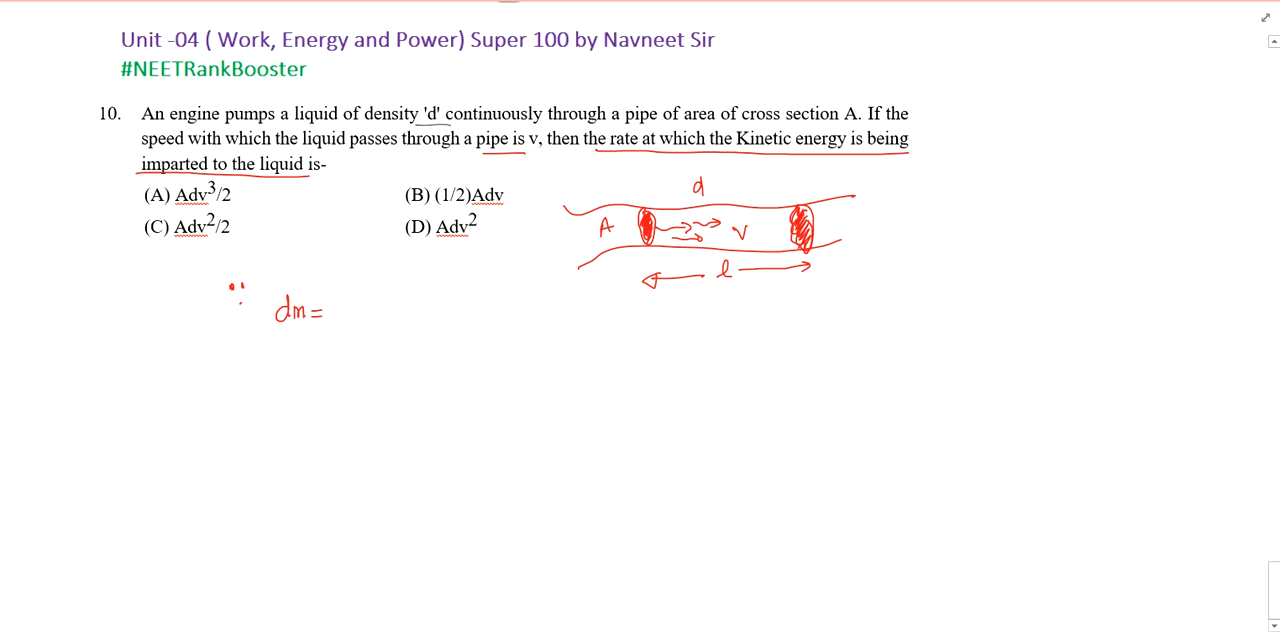 Unit -04 ( Work, Energy and Power) Super 100 by Navneet Sir
#NEETRankBooster
10. An engine pumps a liquid of density 'd' continuously through a pipe of area of cross section A. If the
speed with which the liquid passes through a pipe is v, then the rate at which the Kinetic energy is being
imparted to the liquid is-
(A) Adv³/2 (B) (1/2)Adv
(C) Adv²/2 (D) Adv²
d
A v
l
∵ dm =